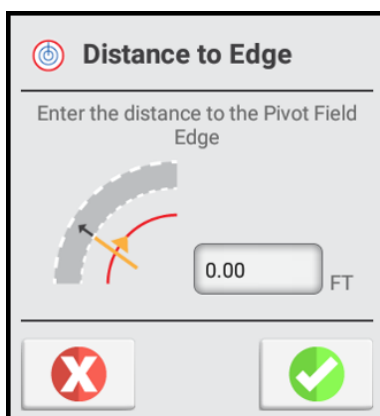 Distance to Edge
Enter the distance to the Pivot Field
Edge
0.00
FT